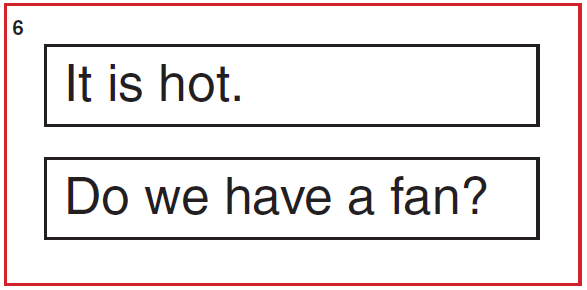 6
It is hot.
Do we have a fan?